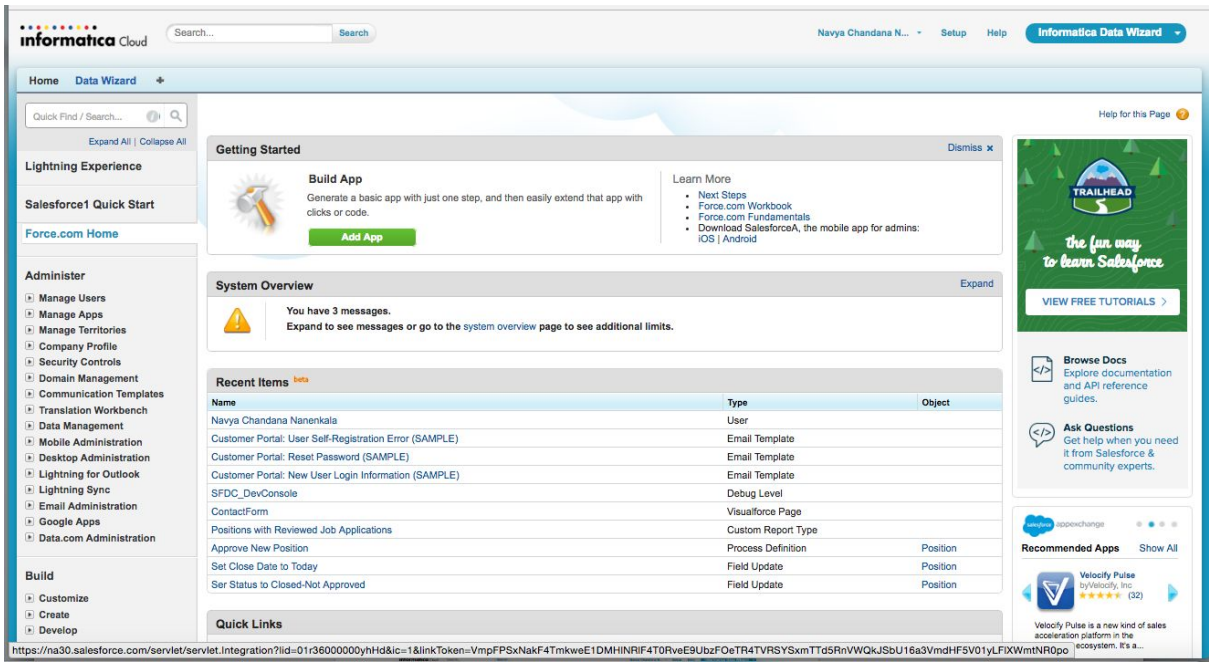 informatica Cloud
Search...
Search
Navya Chandana N...
Setup
Help
Informatica Data Wizard
Home
Data Wizard
+
Quick Find / Search...
Expand All | Collapse All
Lightning Experience
Salesforce1 Quick Start
Force.com Home
Administer
Manage Users
Manage Apps
Manage Territories
Company Profile
Security Controls
Domain Management
Communication Templates
Translation Workbench
Data Management
Mobile Administration
Desktop Administration
Lightning for Outlook
Lightning Sync
Email Administration
Google Apps
Data.com Administration
Build
Customize
Create
Develop
Help for this Page
Getting Started
Dismiss x
Build App
Generate a basic app with just one step, and then easily extend that app with
clicks or code.
Add App
Learn More
Next Steps
Force.com Workbook
Force.com Fundamentals
Download SalesforceA, the mobile app for admins:
iOS | Android
System Overview
Expand
You have 3 messages.
Expand to see messages or go to the system overview page to see additional limits.
Recent Items beta
Name Type Object
Navya Chandana Nanenkala User
Customer Portal: User Self-Registration Error (SAMPLE) Email Template
Customer Portal: Reset Password (SAMPLE) Email Template
Customer Portal: New User Login Information (SAMPLE) Email Template
SFDC_DevConsole Debug Level
ContactForm Visualforce Page
Positions with Reviewed Job Applications Custom Report Type
Approve New Position Process Definition Position
Set Close Date to Today Field Update Position
Ser Status to Closed-Not Approved Field Update Position
Quick Links
TRAILHEAD
the fun way
to learn Salesforce
VIEW FREE TUTORIALS >
Browse Docs
Explore documentation
and API reference
guides.
Ask Questions
Get help when you need
it from Salesforce &
community experts.
salesforce appexchange
Recommended Apps Show All
Velocify Pulse
byVelocify, Inc
(32)
Velocify Pulse is a new kind of sales
acceleration platform in the
ecosystem. It's a...